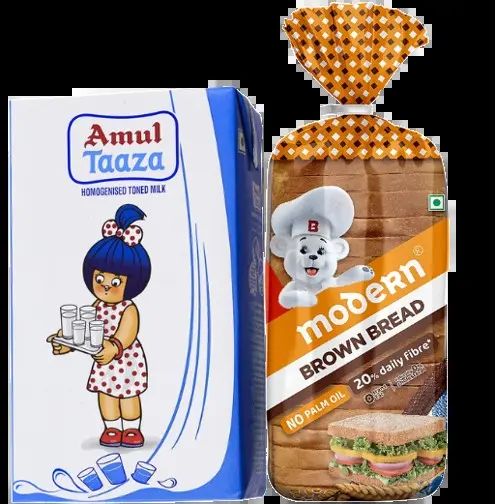 Amul
Taaza
HOMOGENISED TONED MILK
B
modern
®
BROWN BREAD
20% daily fibre*
NO PALM OIL